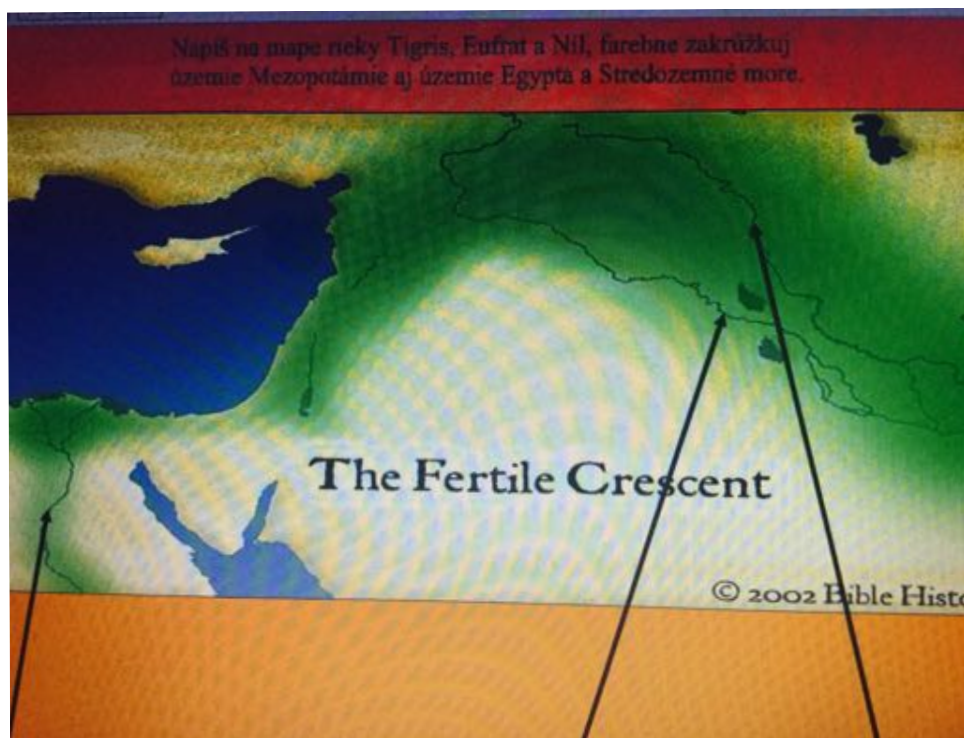 Napíš na mape rieky Tigris, Eufrat a Níl, farebne zakrúžkuj
územie Mezopotámie aj územie Egypta a Stredozemné more.
The Fertile Crescent
© 2002 Bible Histo